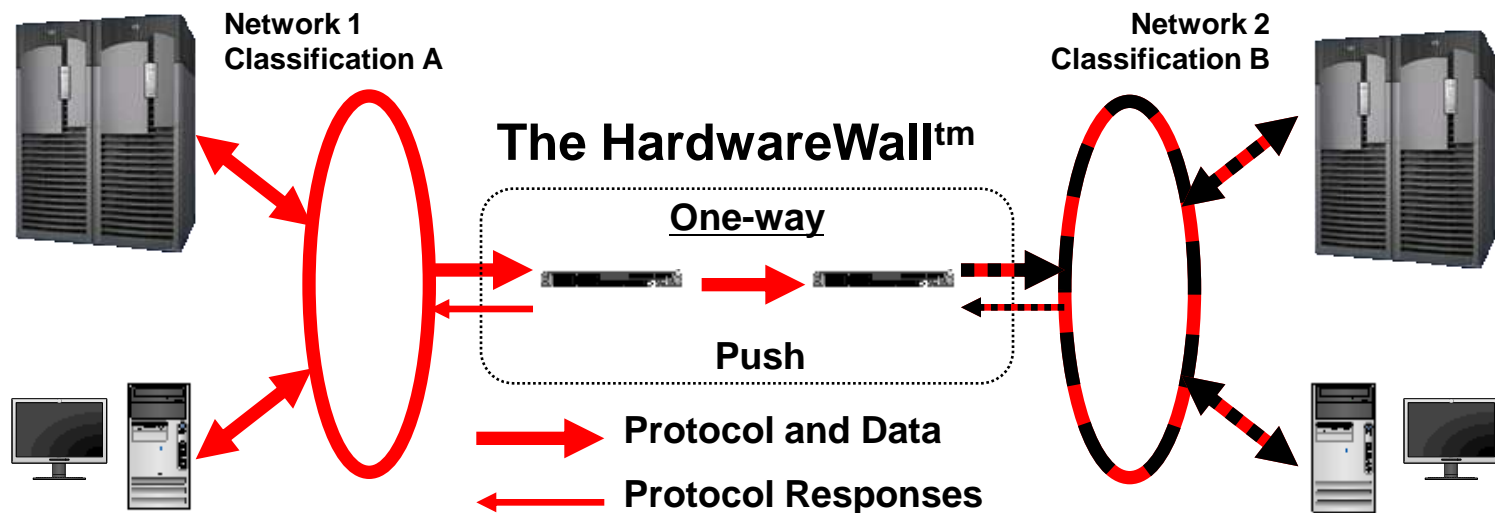 Network 1
Classification A
Network 2
Classification B
The HardwareWall™
One-way
Push
Protocol and Data
Protocol Responses